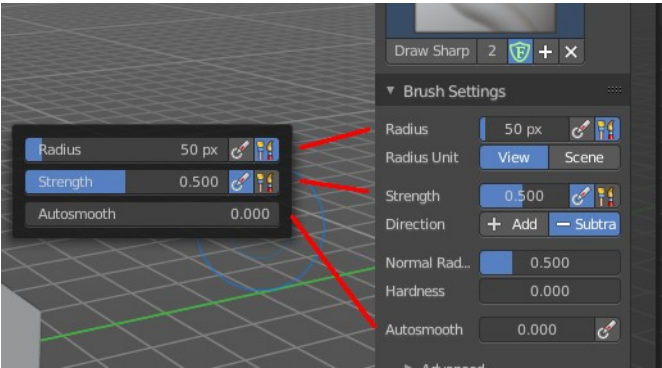 Draw Sharp 2 F
Brush Settings
Radius 50 px
Radius Unit View Scene
Strength 0.500
Direction + Add − Subtra
Normal Rad... 0.500
Hardness 0.000
Autosmooth 0.000
Radius 50 px
Strength 0.500
Autosmooth 0.000